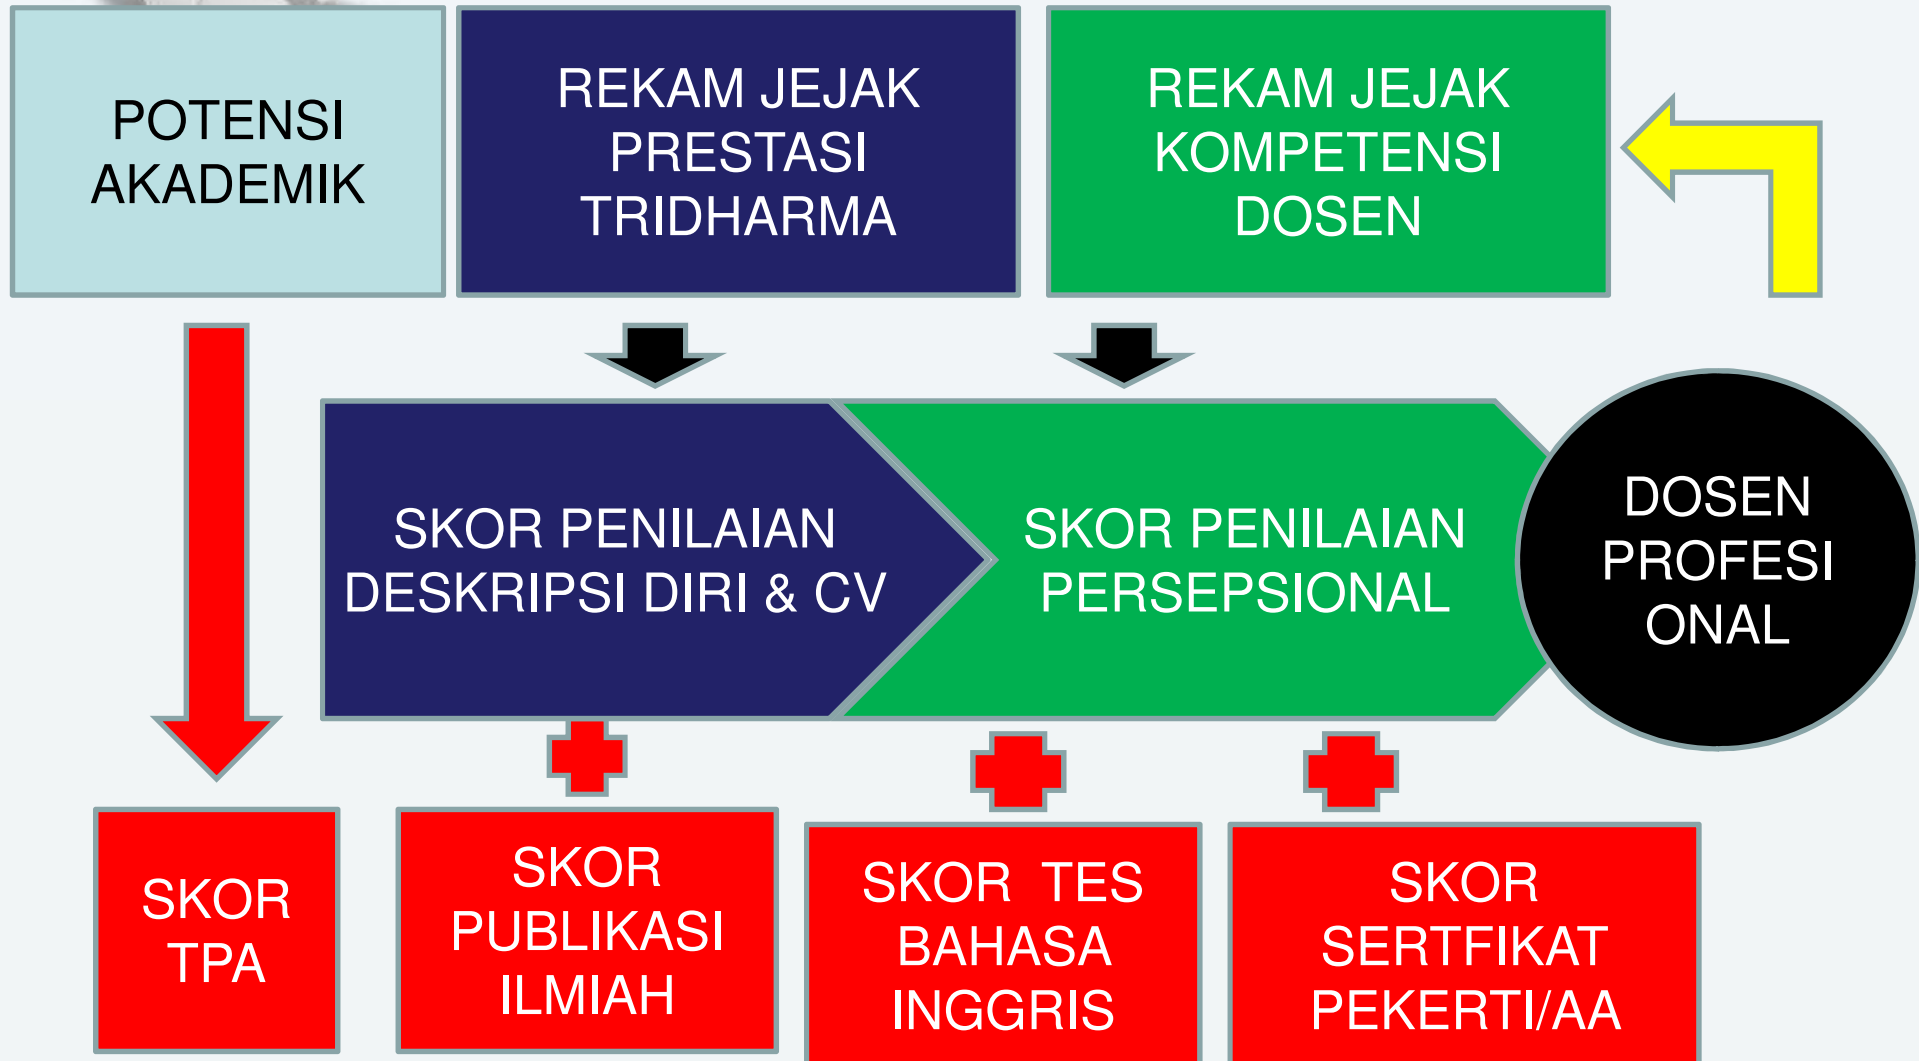 POTENSI
AKADEMIK
REKAM JEJAK
PRESTASI
TRIDHARMA
REKAM JEJAK
KOMPETENSI
DOSEN
SKOR PENILAIAN
DESKRIPSI DIRI & CV
SKOR PENILAIAN
PERSEPSIONAL
DOSEN
PROFESI
ONAL
SKOR
TPA
SKOR
PUBLIKASI
ILMIAH
SKOR TES
BAHASA
INGGRIS
SKOR
SERTFIKAT
PEKERTI/AA